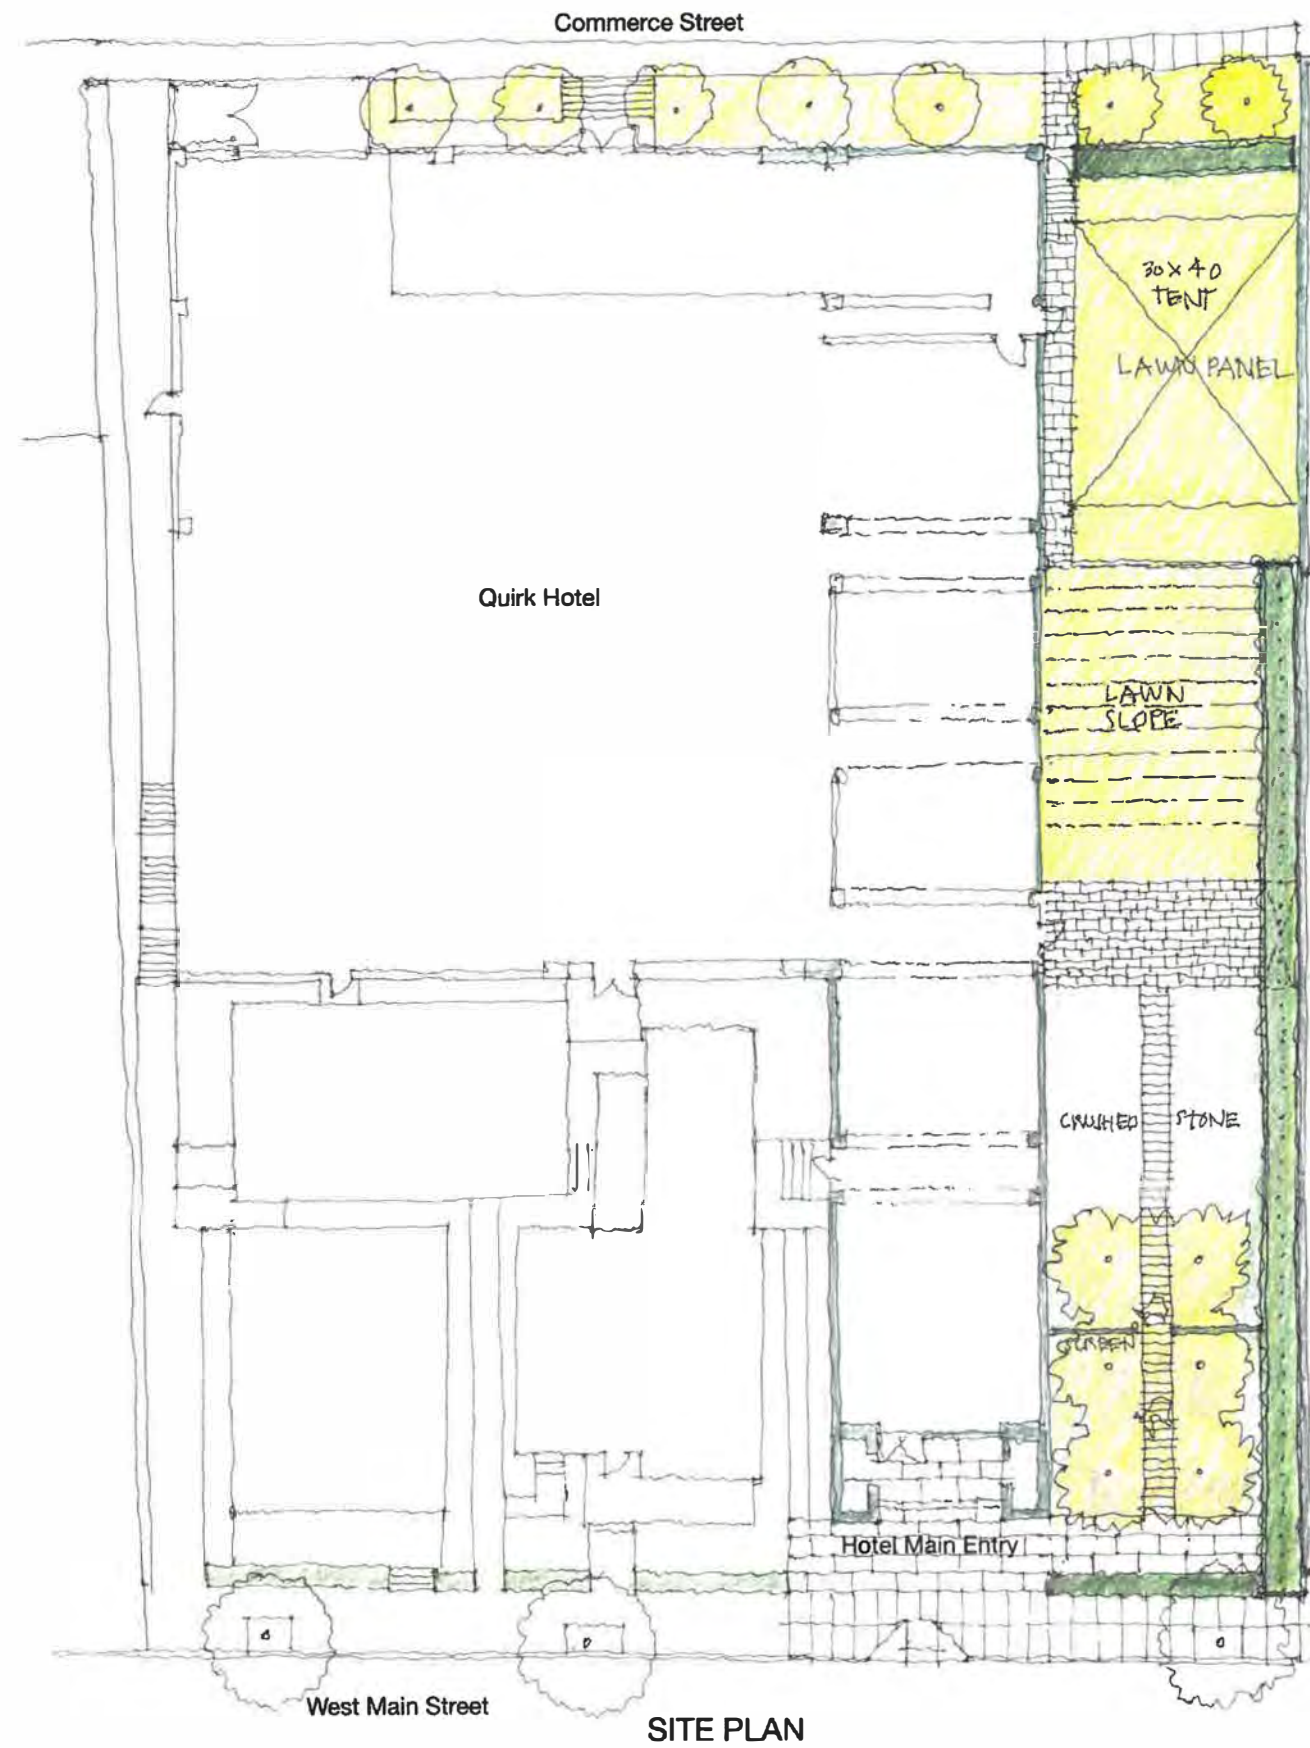 Commerce Street
30 x 40
TENT
LAWN PANEL
Quirk Hotel
LAWN
SLOPE
CRUSHED STONE
SCREEN
Hotel Main Entry
West Main Street
SITE PLAN